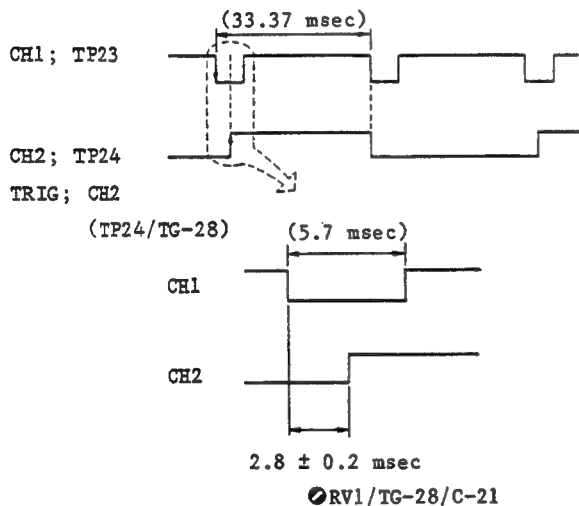 (33.37 msec)
CH1; TP23
CH2; TP24
TRIG; CH2
(TP24/TG-28)
(5.7 msec)
CH1
CH2
2.8 ± 0.2 msec
RV1/TG-28/C-21